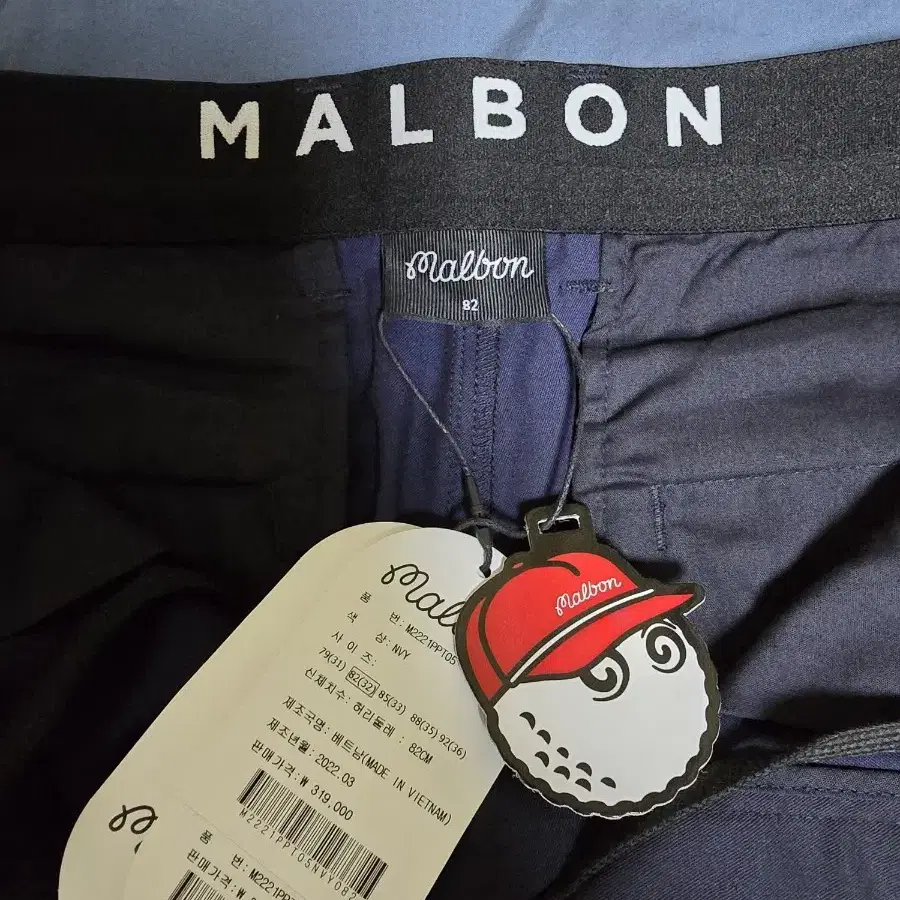 MALBON
malbon
82
malbon
mal
품 번: M2221PPT05
색 상: NVY
사 이 즈:
79(31) 82(32) 85(33) 88(35) 92(36)
신체치수: 허리둘레 : 82CM
제조국명: 베트남(MADE IN VIETNAM)
제조년월: 2022.03
판매가격: ₩ 319,000
M2221PPT05NVY082
품 번: M2221PP
판매가격: ₩